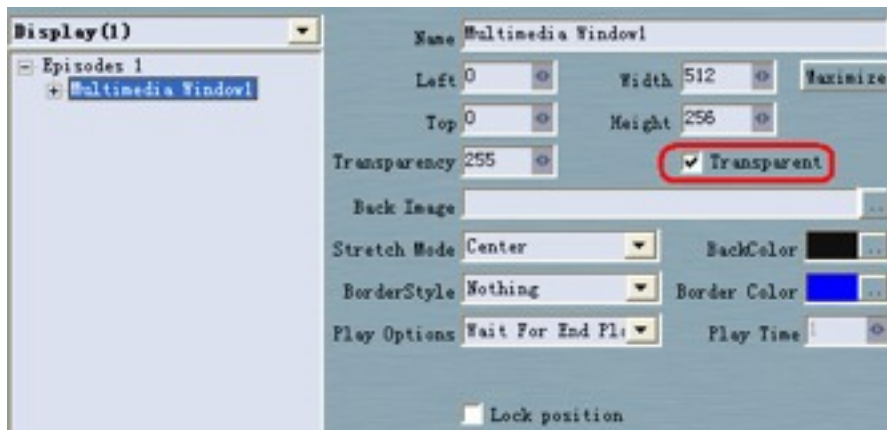 Display(1)
Episodes 1
Multimedia Window1
Name Multimedia Window1
Left 0 Width 512 Maximize
Top 0 Height 256
Transparency 255 Transparent
Back Image ..
Stretch Mode Center BackColor ..
BorderStyle Nothing Border Color ..
Play Options Wait For End Pl Play Time 1
Lock position